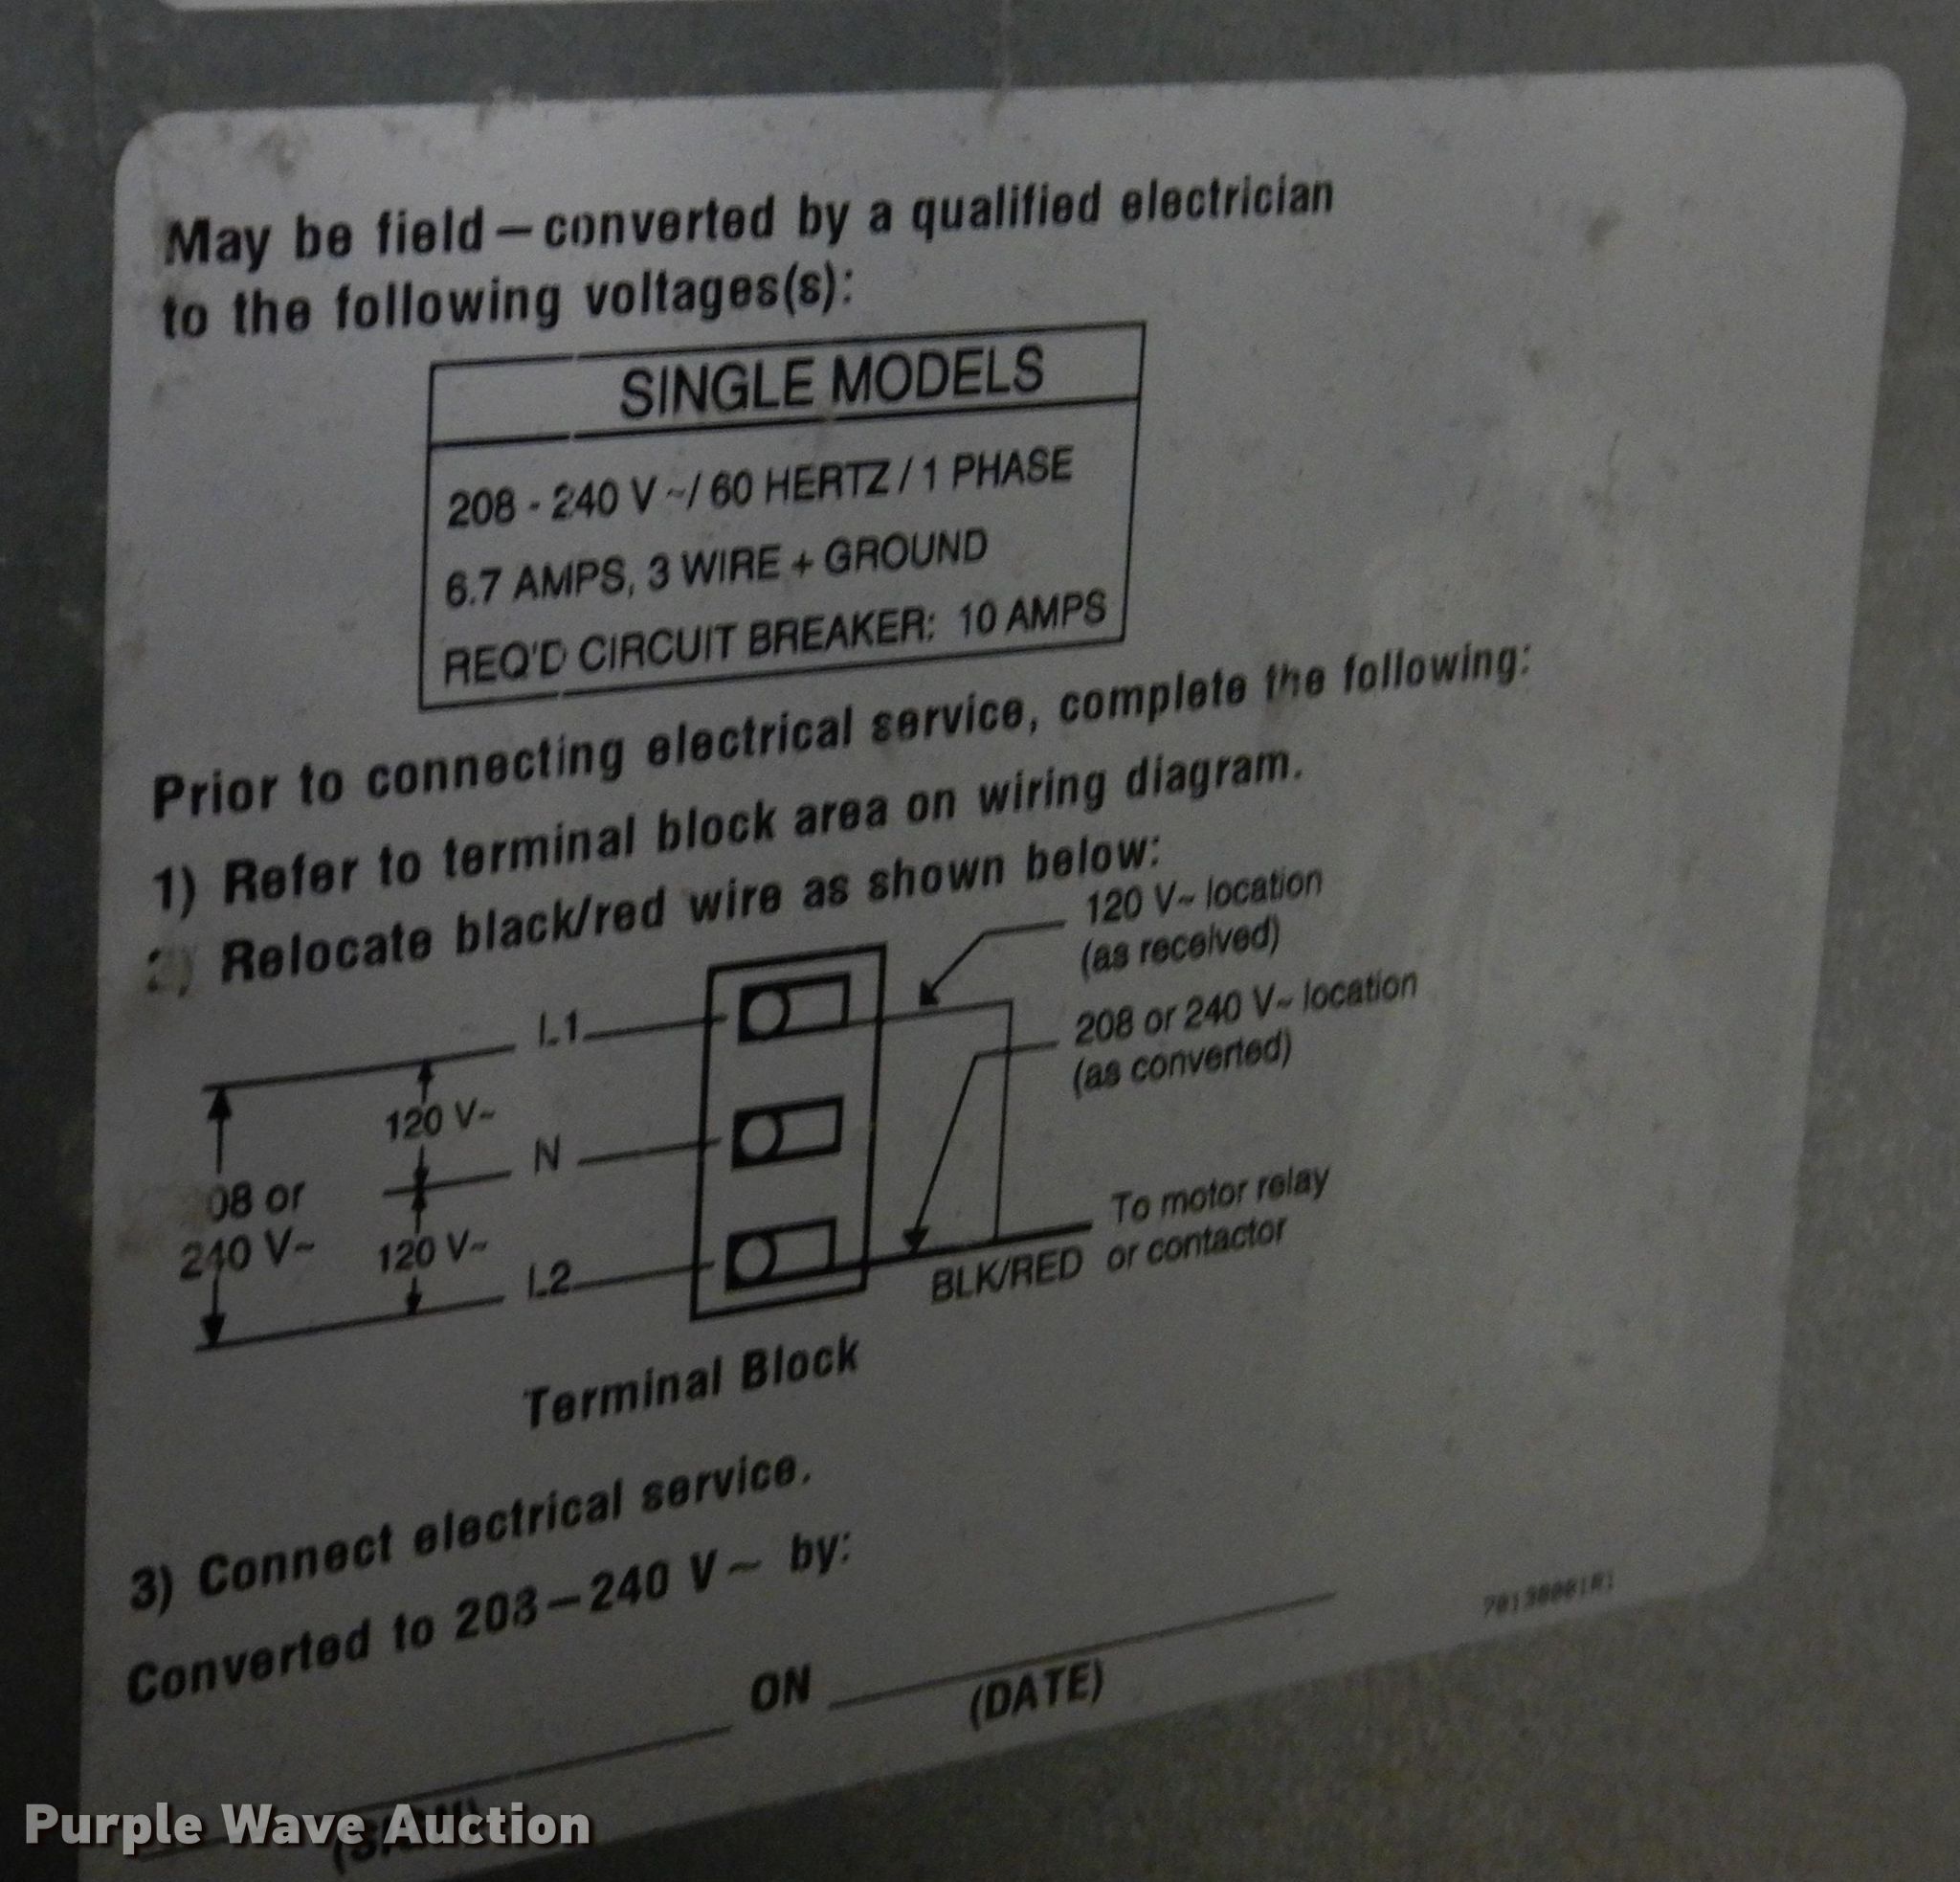 May be field—converted by a qualified electrician
to the following voltages(s):
SINGLE MODELS
208 - 240 V ~/ 60 HERTZ / 1 PHASE
6.7 AMPS, 3 WIRE + GROUND
REQ'D CIRCUIT BREAKER: 10 AMPS
Prior to connecting electrical service, complete the following:
1) Refer to terminal block area on wiring diagram.
2) Relocate black/red wire as shown below:
120 V~ location
(as received)
208 or 240 V~ location
(as converted)
L1
120 V~
N
08 or
240 V~
120 V~
L2
To motor relay
or contactor
BLK/RED
Terminal Block
3) Connect electrical service.
Converted to 208—240 V~ by:
ON
(DATE)
Purple Wave Auction